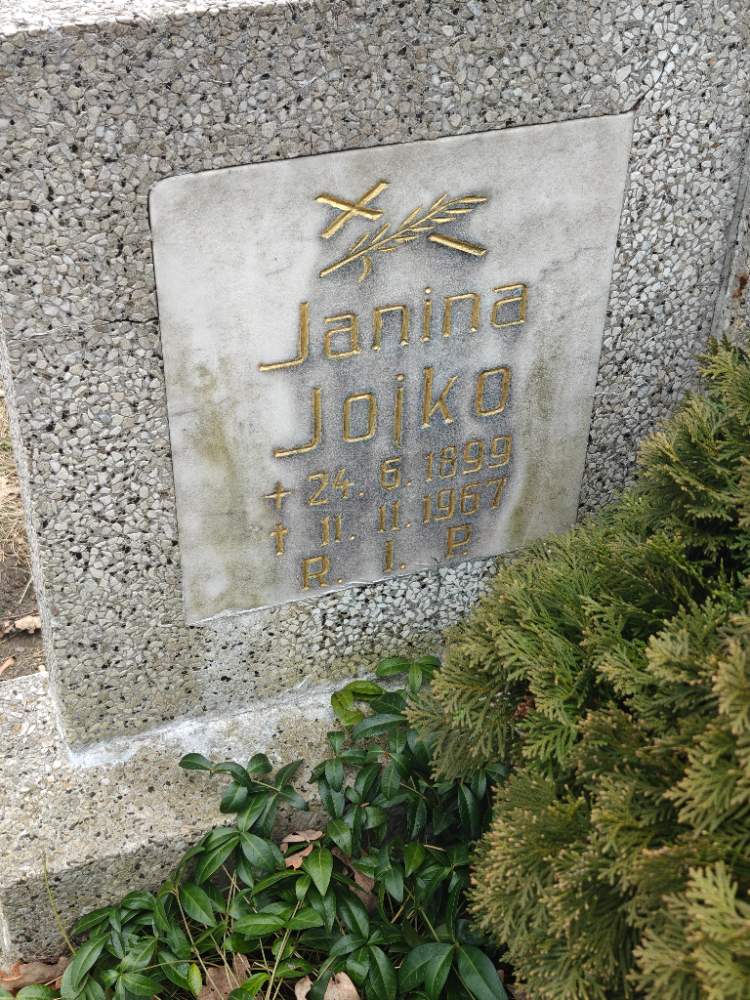 Janina
Jojko
+ 24. 6. 1899
† 11. 11. 1967
R. I. P.